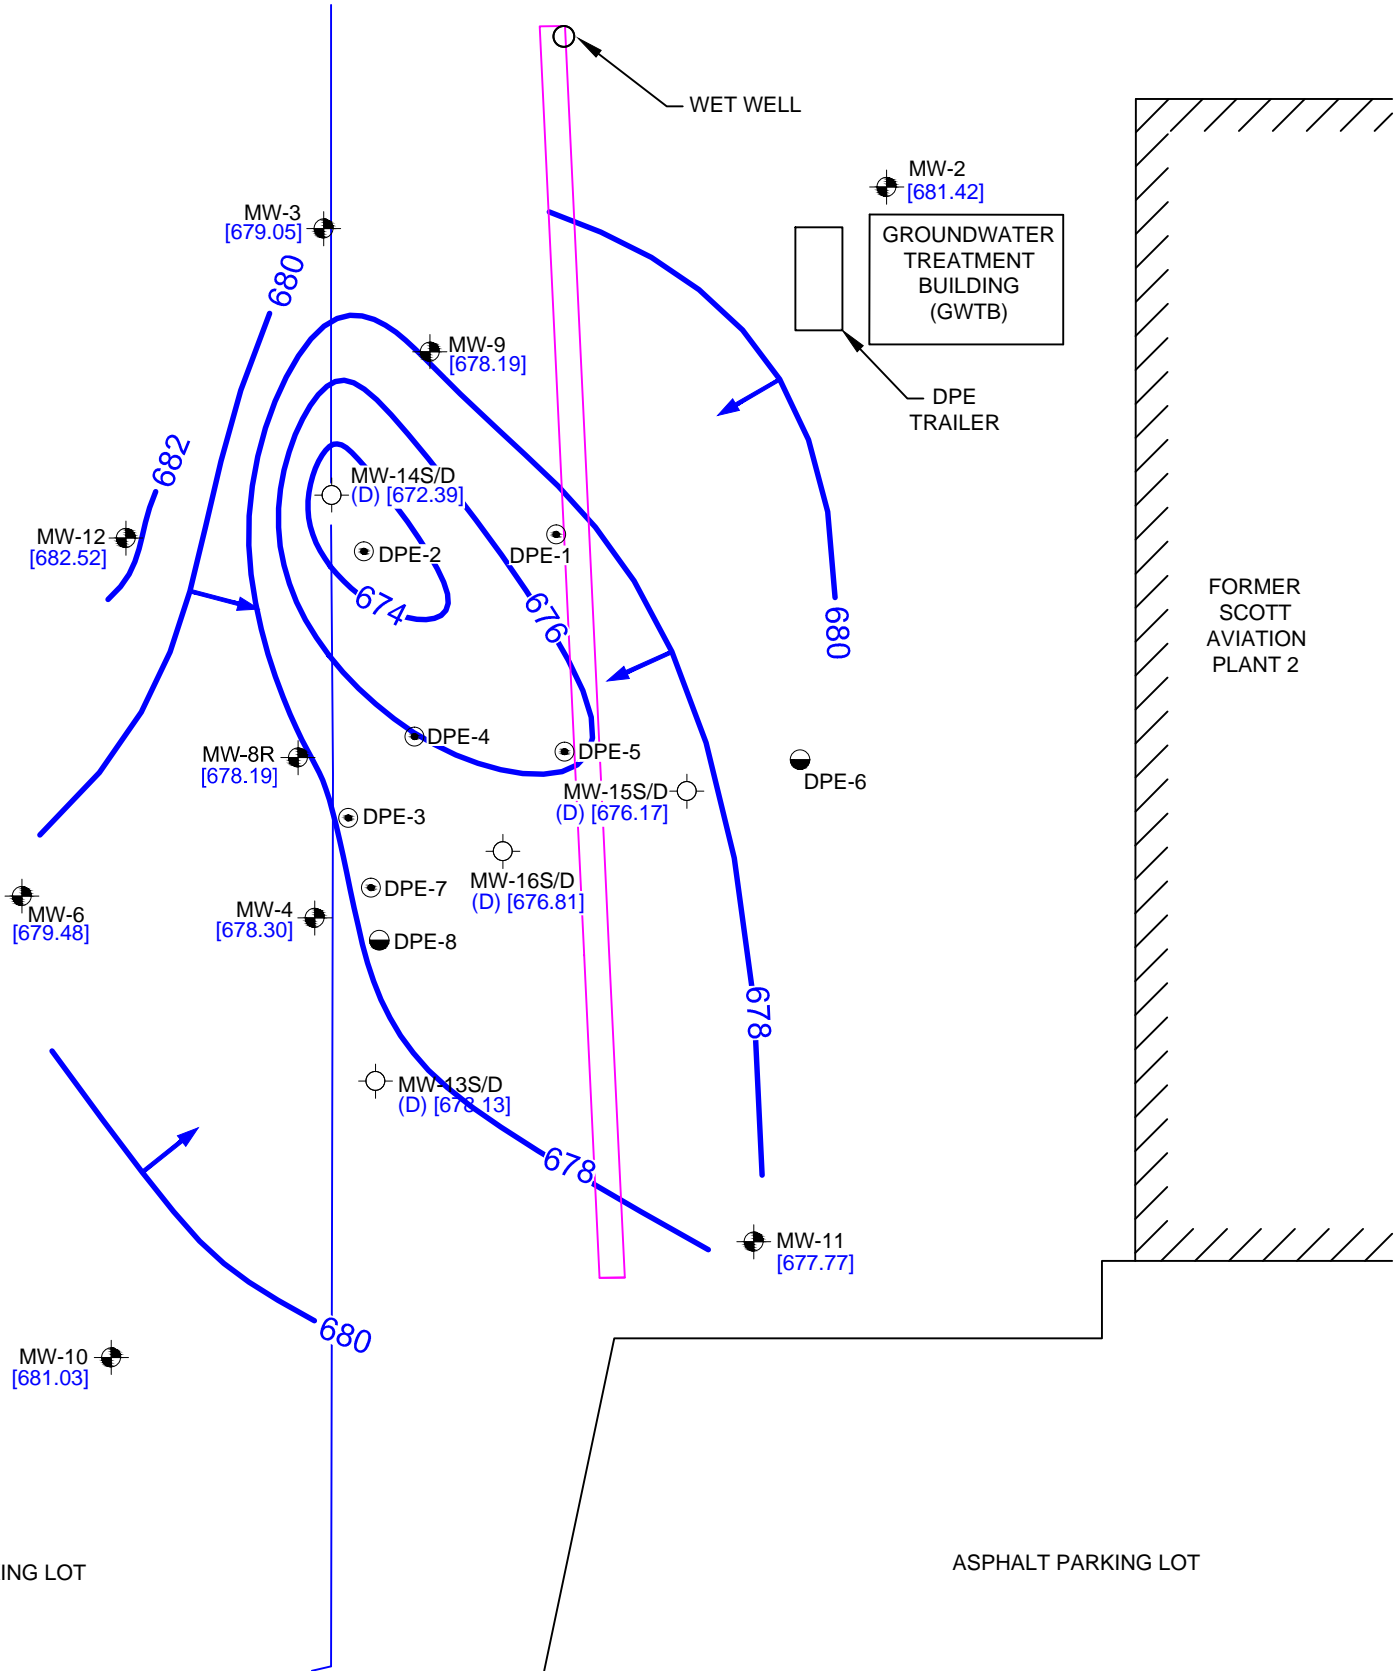 WET WELL
MW-2
[681.42]
MW-3
[679.05]
GROUNDWATER
TREATMENT
BUILDING
(GWTB)
680
MW-9
[678.19]
DPE
TRAILER
682
MW-14S/D
(D) [672.39]
MW-12
[682.52]
DPE-2
DPE-1
674
676
680
FORMER
SCOTT
AVIATION
PLANT 2
DPE-4
DPE-5
MW-8R
[678.19]
DPE-6
MW-15S/D
(D) [676.17]
DPE-3
MW-16S/D
(D) [676.81]
DPE-7
MW-6
[679.48]
MW-4
[678.30]
DPE-8
678
MW-13S/D
(D) [678.13]
678
MW-11
[677.77]
680
MW-10
[681.03]
ING LOT
ASPHALT PARKING LOT